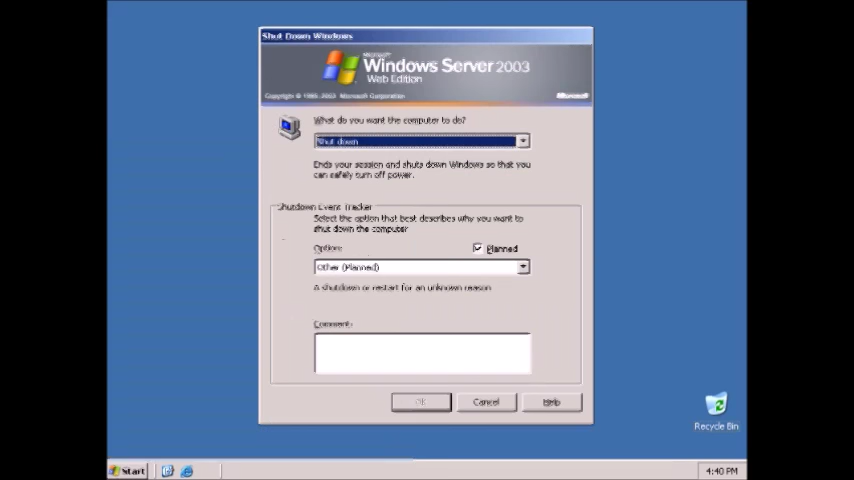 Shut Down Windows
Microsoft
Windows Server 2003
Web Edition
Copyright © 1985-2003 Microsoft Corporation
Microsoft
What do you want the computer to do?
Shut down
Ends your session and shuts down Windows so that you
can safely turn off power.
Shutdown Event Tracker
Select the option that best describes why you want to
shut down the computer
Option:
Planned
Other (Planned)
A shutdown or restart for an unknown reason
Comment:
OK
Cancel
Help
Recycle Bin
Start
4:40 PM